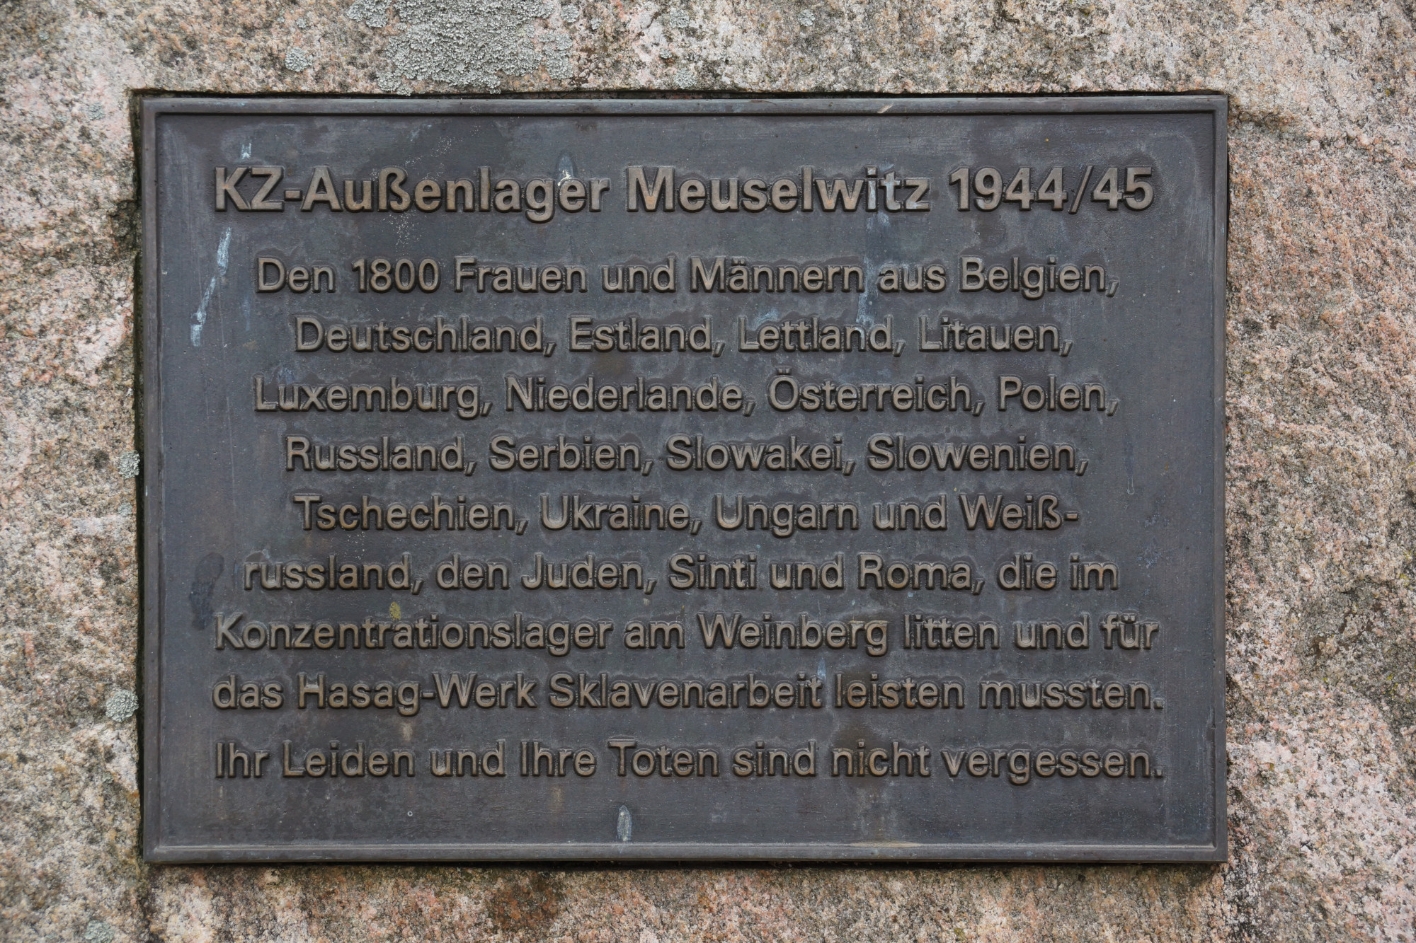 KZ-Außenlager Meuselwitz 1944/45
Den 1800 Frauen und Männern aus Belgien,
Deutschland, Estland, Lettland, Litauen,
Luxemburg, Niederlande, Österreich, Polen,
Russland, Serbien, Slowakei, Slowenien,
Tschechien, Ukraine, Ungarn und Weiß-
russland, den Juden, Sinti und Roma, die im
Konzentrationslager am Weinberg litten und für
das Hasag-Werk Sklavenarbeit leisten mussten.
Ihr Leiden und Ihre Toten sind nicht vergessen.